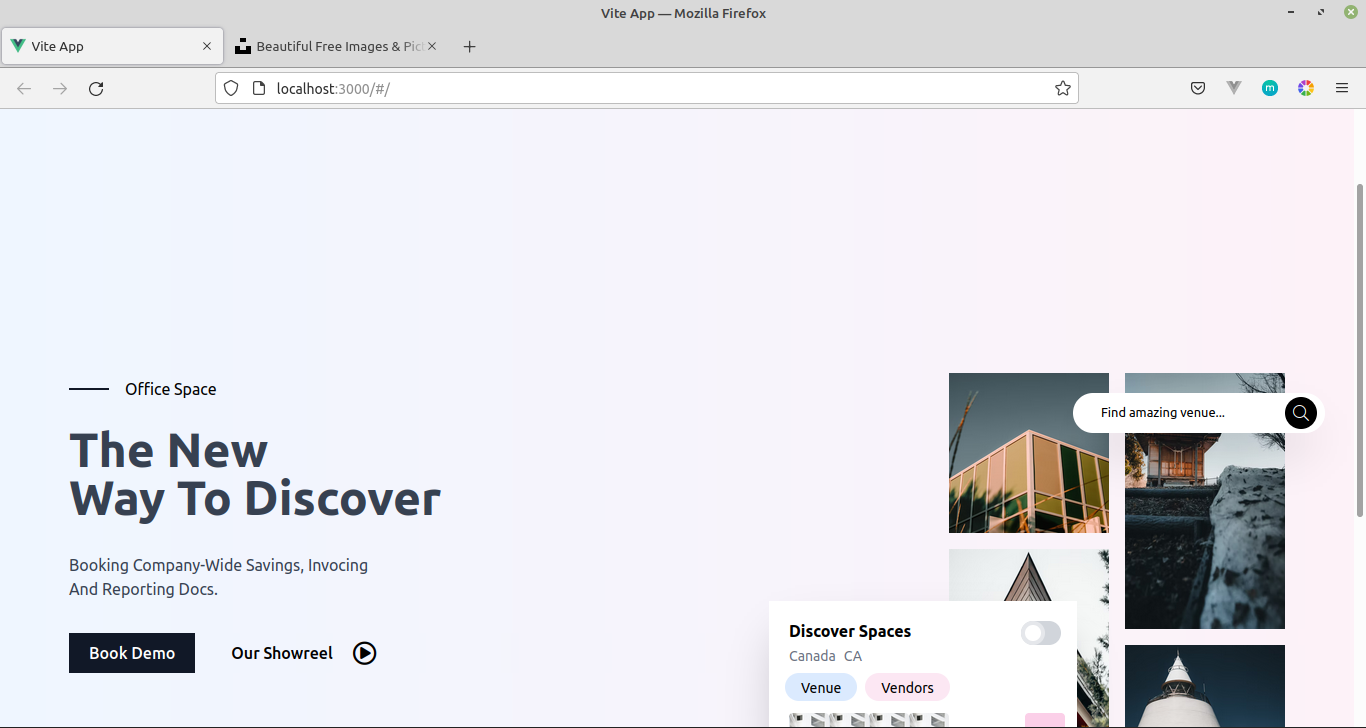 Vite App — Mozilla Firefox
Vite App
Beautiful Free Images & Pic
localhost:3000/#/
m
Office Space
The New
Way To Discover
Booking Company-Wide Savings, Invocing
And Reporting Docs.
Book Demo
Our Showreel
Find amazing venue...
Discover Spaces
Canada CA
Venue
Vendors